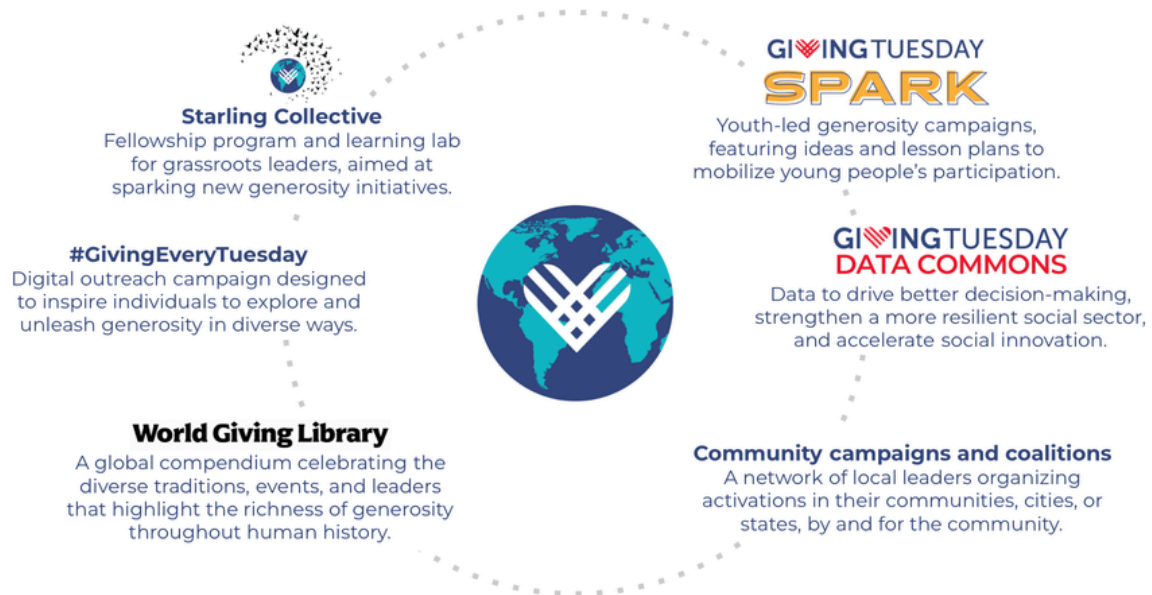 Starling Collective
Fellowship program and learning lab
for grassroots leaders, aimed at
sparking new generosity initiatives.
#GivingEveryTuesday
Digital outreach campaign designed
to inspire individuals to explore and
unleash generosity in diverse ways.
World Giving Library
A global compendium celebrating the
diverse traditions, events, and leaders
that highlight the richness of generosity
throughout human history.
GIVINGTUESDAY
SPARK
Youth-led generosity campaigns,
featuring ideas and lesson plans to
mobilize young people’s participation.
GIVINGTUESDAY
DATA COMMONS
Data to drive better decision-making,
strengthen a more resilient social sector,
and accelerate social innovation.
Community campaigns and coalitions
A network of local leaders organizing
activations in their communities, cities, or
states, by and for the community.